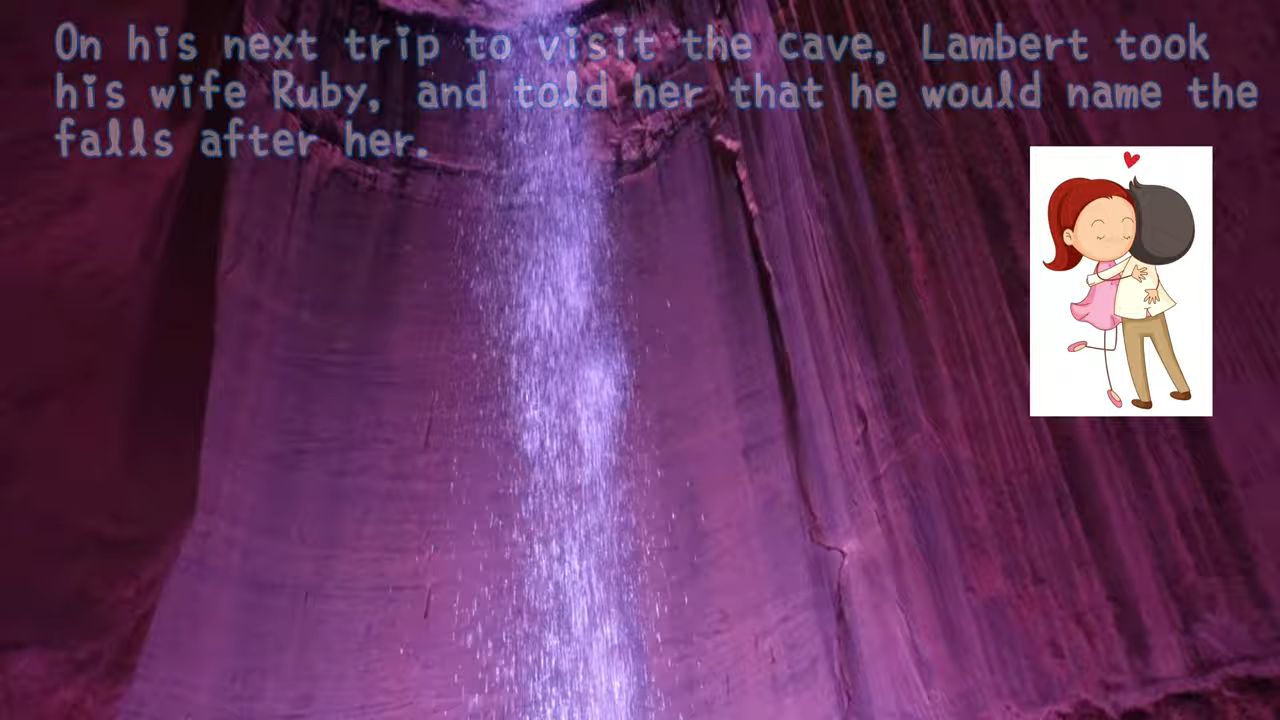 On his next trip to visit the cave, Lambert took
his wife Ruby, and told her that he would name the
falls after her.